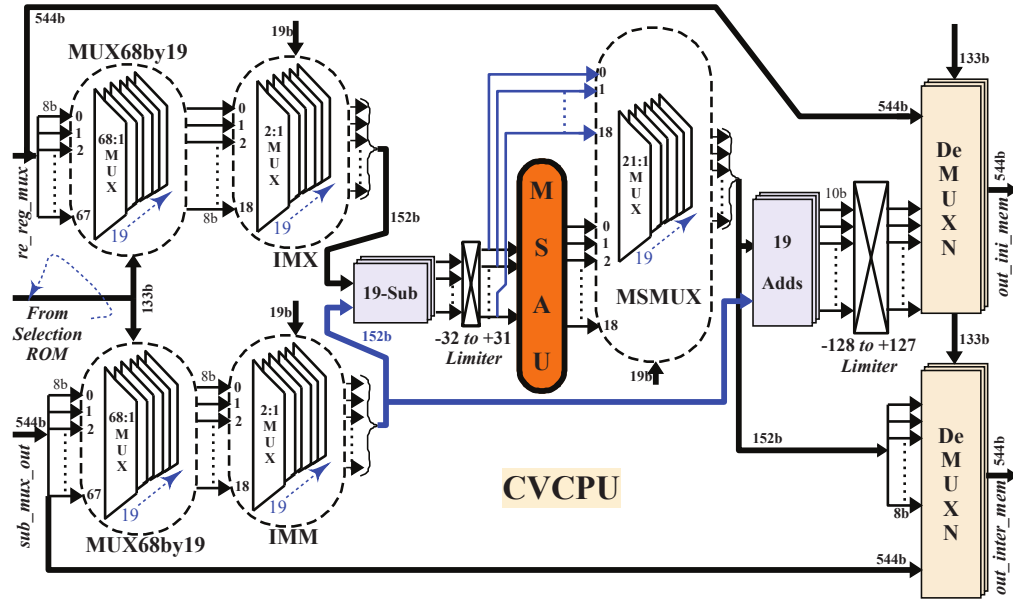 544b
MUX68by19
8b
0
1
2
67
68:1
M
U
X
19
re_reg_mux
19b
0
1
2
18
8b
2:1
M
U
X
19
IMX
152b
133b
From
Selection
ROM
19-Sub
152b
-32 to +31
Limiter
M
S
A
U
0
1
18
0
1
2
18
21:1
M
U
X
19
MSMUX
19b
19
Adds
10b
-128 to +127
Limiter
133b
544b
De
M
U
X
N
544b
out_ini_mem
133b
De
M
U
X
N
544b
out_inter_mem
152b
8b
544b
544b
sub_mux_out
8b
0
1
2
67
68:1
M
U
X
19
MUX68by19
8b
0
1
2
18
19b
2:1
M
U
X
19
IMM
CVCPU